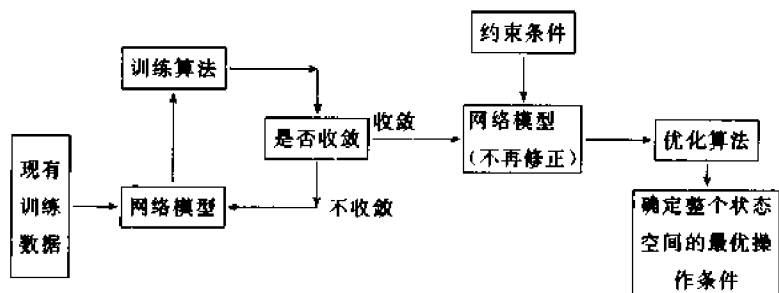 约束条件
训练算法
是否收敛
收敛
网络模型
（不再修正）
优化算法
现有
训练
数据
网络模型
不收敛
确定整个状态
空间的最优操
作条件